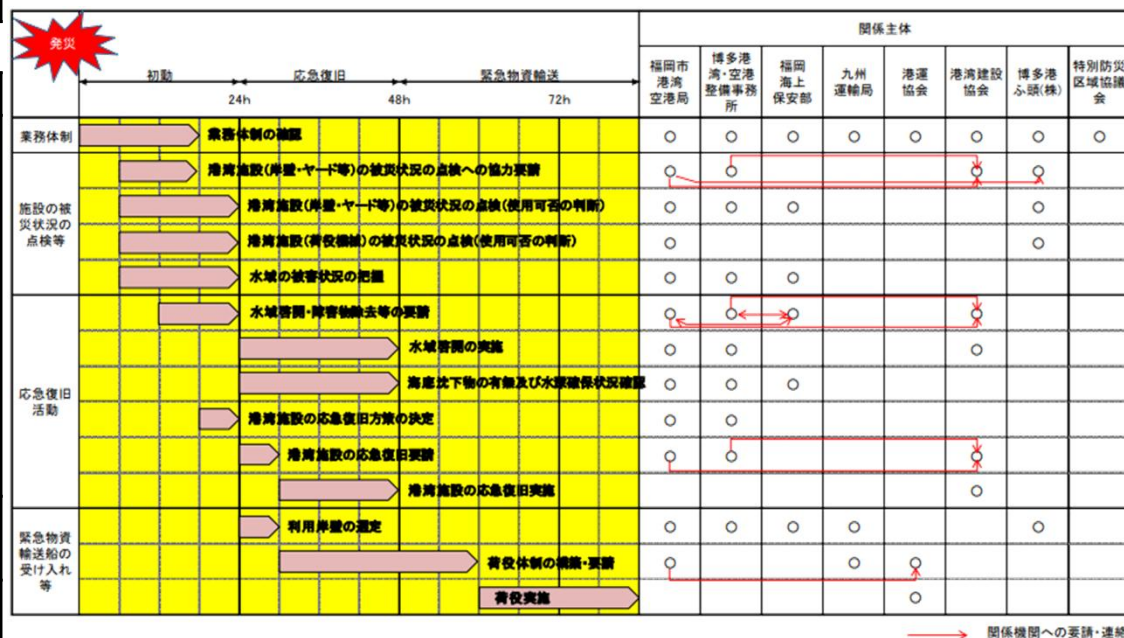 発災
初動
応急復旧
緊急物資輸送
24h
48h
72h
関係主体
福岡市
港湾
空港局
博多港
湾・空港
整備事務
所
福岡
海上
保安部
九州
運輸局
港運
協会
港湾建設
協会
博多港
ふ頭(株)
特別防災
区域協議
会
業務体制
業務体制の確認
○ ○ ○ ○ ○ ○ ○ ○
施設の被
災状況の
点検等
港湾施設(岸壁・ヤード等)の被災状況の点検への協力要請
○ ○ ○ ○
港湾施設(岸壁・ヤード等)の被災状況の点検(使用可否の判断)
○ ○ ○ ○
港湾施設(荷役機械)の被災状況の点検(使用可否の判断)
○ ○
水域の被害状況の把握
○ ○ ○
応急復旧
活動
水域啓開・障害物除去等の要請
○ ○ ○ ○
水域啓開の実施
○ ○ ○
海底沈下物の有無及び水深確保状況確認
○ ○ ○
港湾施設の応急復旧方策の決定
○ ○
港湾施設の応急復旧要請
○ ○ ○
港湾施設の応急復旧実施
○
緊急物資
輸送船の
受け入れ
等
利用岸壁の選定
○ ○ ○ ○ ○
荷役体制の構築・要請
○ ○ ○
荷役実施
○
関係機関への要請・連絡